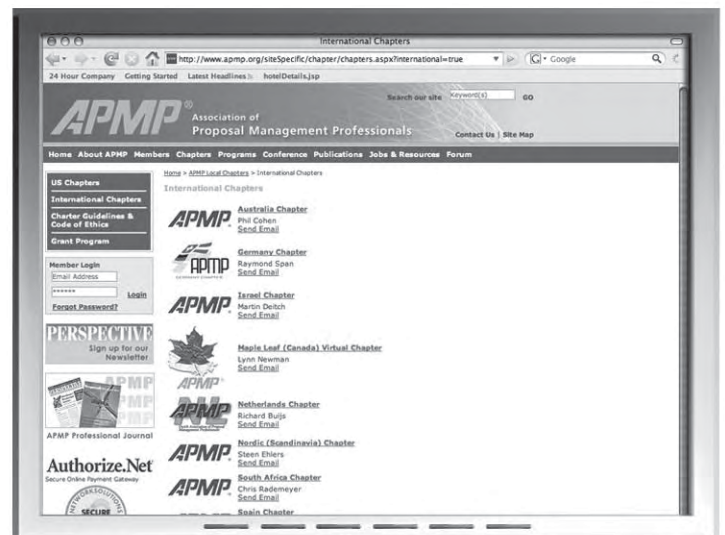 International Chapters
http://www.apmp.org/siteSpecific/chapter/chapters.aspx?international=true
Google
24 Hour Company Getting Started Latest Headlines hotelDetails.jsp
Search our site Keyword(s) GO
APMP®
Association of
Proposal Management Professionals
Contact Us | Site Map
Home About APMP Members Chapters Programs Conference Publications Jobs & Resources Forum
Home > APMP Local Chapters > International Chapters
International Chapters
US Chapters
International Chapters
Charter Guidelines &
Code of Ethics
Grant Program
Member Login
Email Address
******
Login
Forgot Password?
PERSPECTIVE
Sign up for our
Newsletter
APMP
APMP
APMP
APMP Professional Journal
Authorize.Net
Secure Online Payment Gateway
NETWORKSOLUTIONS
SECURE
APMP
Australia Chapter
Phil Cohen
Send Email
APMP
Germany Chapter
Raymond Span
Send Email
APMP
Israel Chapter
Martin Deitch
Send Email
APMP
Maple Leaf (Canada) Virtual Chapter
Lynn Newman
Send Email
APMP
NL
Netherlands Chapter
Richard Buijs
Send Email
APMP
Nordic (Scandinavia) Chapter
Steen Ehlers
Send Email
APMP
South Africa Chapter
Chris Rademeyer
Send Email
Spain Chapter